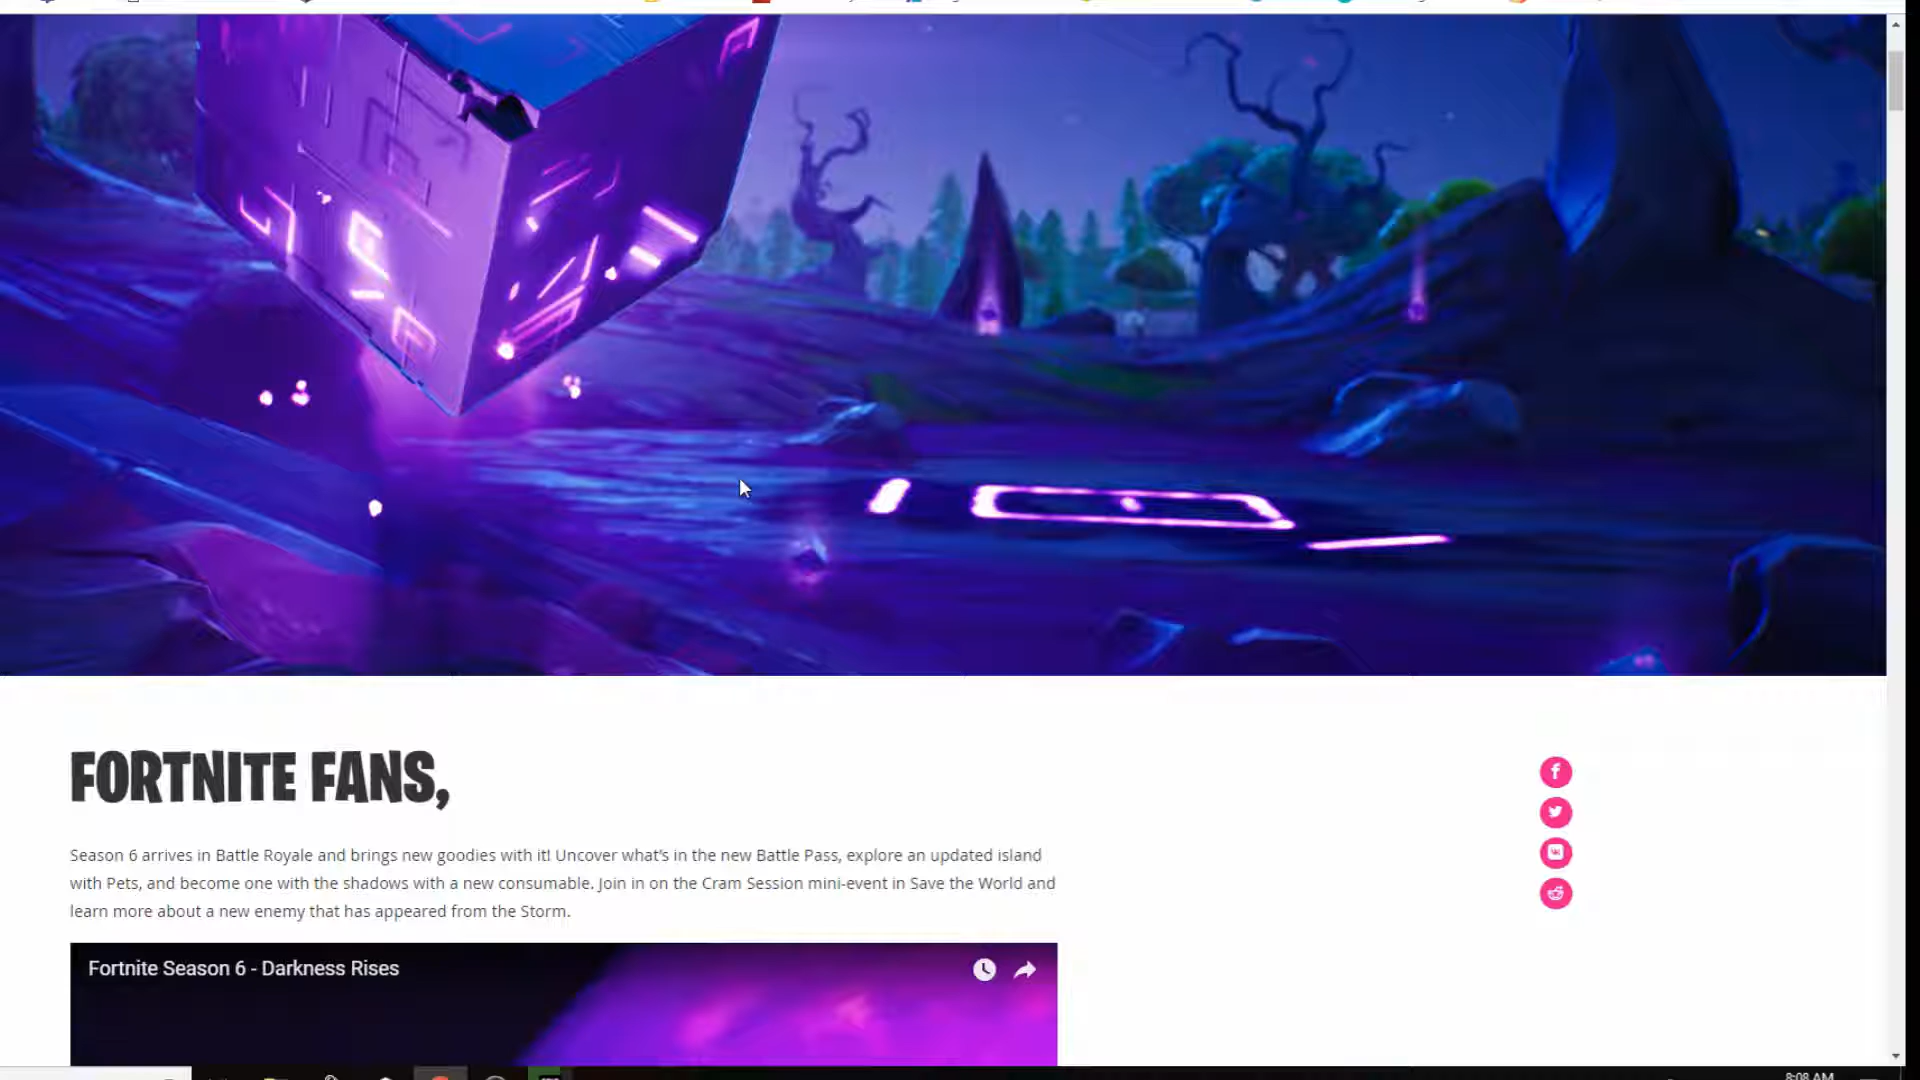 FORTNITE FANS,
Season 6 arrives in Battle Royale and brings new goodies with it! Uncover what's in the new Battle Pass, explore an updated island
with Pets, and become one with the shadows with a new consumable. Join in on the Cram Session mini-event in Save the World and
learn more about a new enemy that has appeared from the Storm.
Fortnite Season 6 - Darkness Rises
8:08 AM